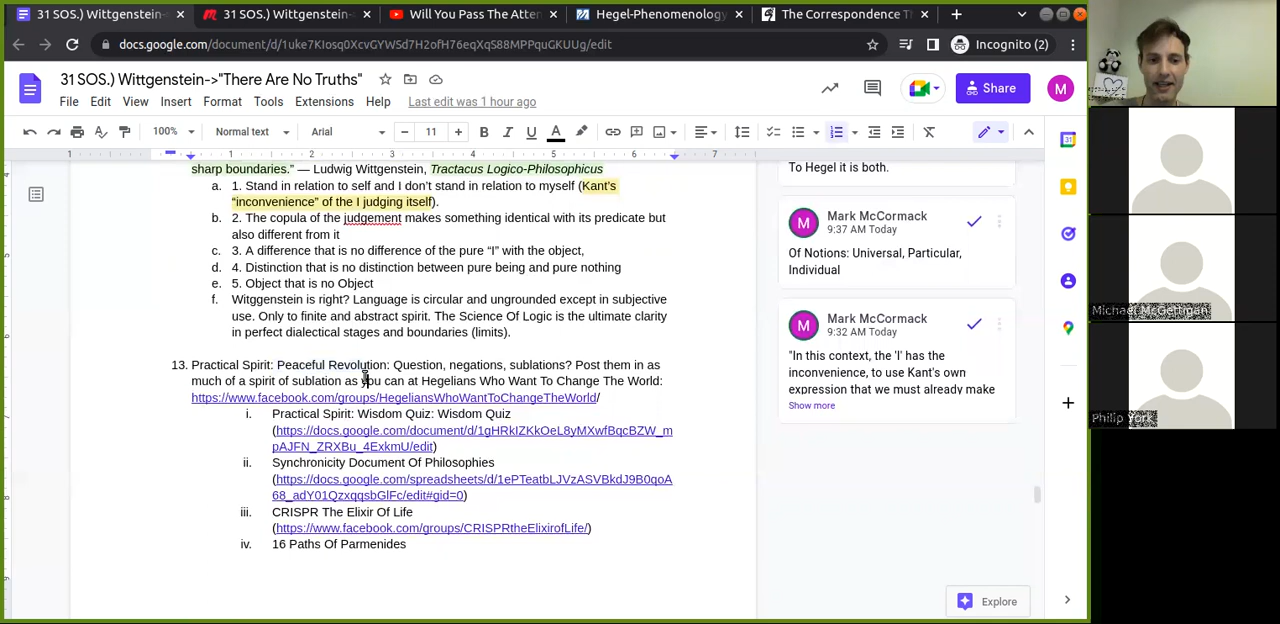 31 SOS.) Wittgenstein-
31 SOS.) Wittgenstein-
Will You Pass The Atten
Hegel-Phenomenology
The Correspondence T
docs.google.com/document/d/1uke7KIosq0XcvGYWSd7H2ofH76eqXqS88MPPquGKUUg/edit
Incognito (2)
31 SOS.) Wittgenstein->"There Are No Truths"
File Edit View Insert Format Tools Extensions Help Last edit was 1 hour ago
Share
M
100% Normal text Arial 11 B I U A
1 1 2 3 4 5 6 7
sharp boundaries." — Ludwig Wittgenstein, Tractacus Logico-Philosophicus
a. 1. Stand in relation to self and I don't stand in relation to myself (Kant's
"inconvenience" of the I judging itself).
b. 2. The copula of the judgement makes something identical with its predicate but
also different from it
c. 3. A difference that is no difference of the pure "I" with the object,
d. 4. Distinction that is no distinction between pure being and pure nothing
e. 5. Object that is no Object
f. Witggenstein is right? Language is circular and ungrounded except in subjective
use. Only to finite and abstract spirit. The Science Of Logic is the ultimate clarity
in perfect dialectical stages and boundaries (limits).
13. Practical Spirit: Peaceful Revolution: Question, negations, sublations? Post them in as
much of a spirit of sublation as you can at Hegelians Who Want To Change The World:
https://www.facebook.com/groups/HegeliansWhoWantToChangeTheWorld/
i. Practical Spirit: Wisdom Quiz: Wisdom Quiz
(https://docs.google.com/document/d/1gHRkIZKkOeL8yMXwfBqcBZW_m
pAJFN_ZRXBu_4ExkmU/edit)
ii. Synchronicity Document Of Philosophies
(https://docs.google.com/spreadsheets/d/1ePTeatbLJVzASVBkdJ9B0qoA
68_adY01QzxqqsbGlFc/edit#gid=0)
iii. CRISPR The Elixir Of Life
(https://www.facebook.com/groups/CRISPRtheElixirofLife/)
iv. 16 Paths Of Parmenides
To Hegel it is both.
M
Mark McCormack
9:37 AM Today
Of Notions: Universal, Particular,
Individual
M
Mark McCormack
9:32 AM Today
"In this context, the 'I' has the
inconvenience, to use Kant's own
expression that we must already make
Show more
Explore
31
Michael McGettigan
Philip York